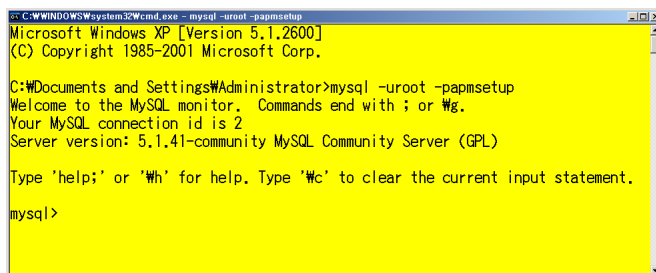 C:₩WINDOWS₩system32₩cmd.exe - mysql -uroot -papmsetup
Microsoft Windows XP [Version 5.1.2600]
(C) Copyright 1985-2001 Microsoft Corp.
C:₩Documents and Settings₩Administrator>mysql -uroot -papmsetup
Welcome to the MySQL monitor.  Commands end with ; or ₩g.
Your MySQL connection id is 2
Server version: 5.1.41-community MySQL Community Server (GPL)
Type 'help;' or '₩h' for help. Type '₩c' to clear the current input statement.
mysql>